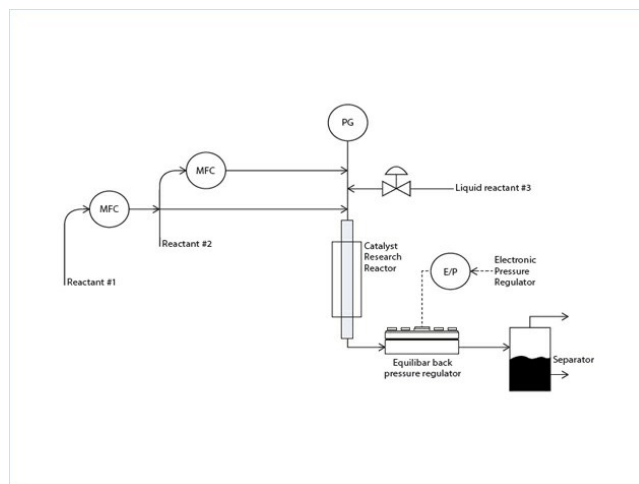 PG
MFC
MFC
Liquid reactant #3
Reactant #2
Reactant #1
Catalyst
Research
Reactor
E/P
Electronic
Pressure
Regulator
Equilibar back
pressure regulator
Separator